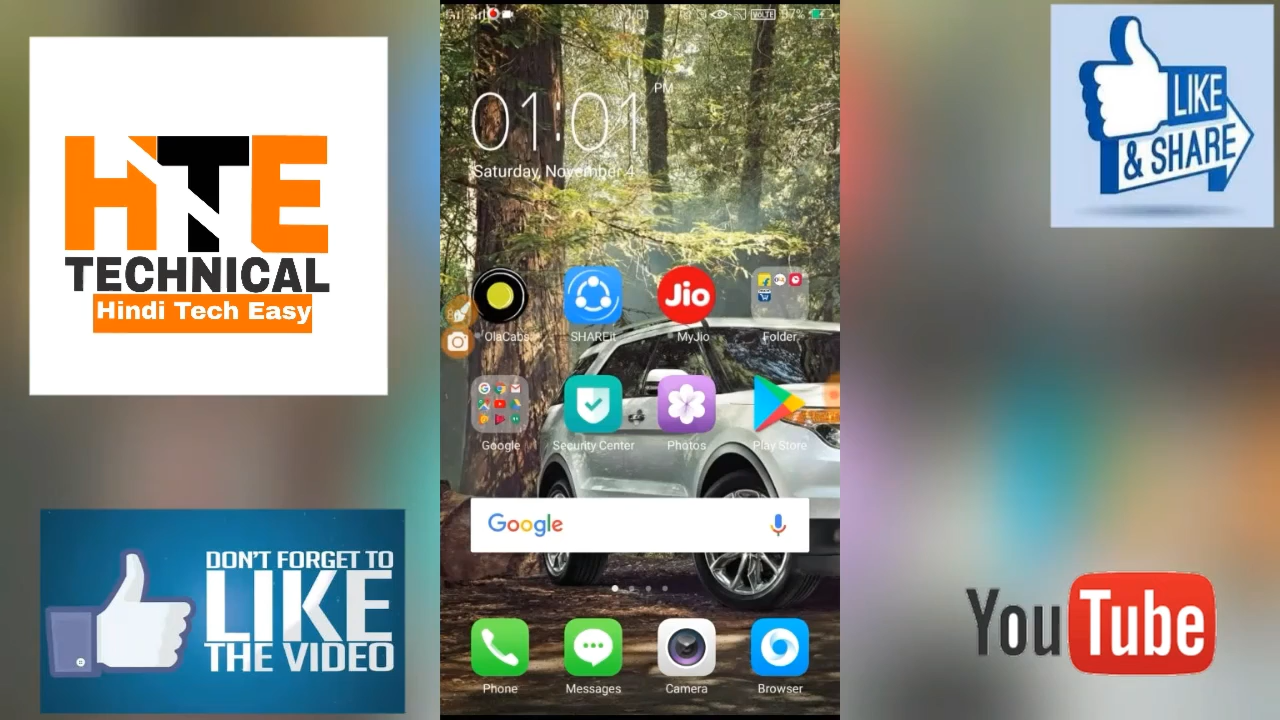 HTE
TECHNICAL
Hindi Tech Easy
DON'T FORGET TO
LIKE
THE VIDEO
VOLTE
01:01
PM
Saturday, November 4
OlaCabs
SHAREit
MyJio
Folder
Jio
Google
Security Center
Photos
Play Store
Google
Phone
Messages
Camera
Browser
LIKE
& SHARE
YouTube